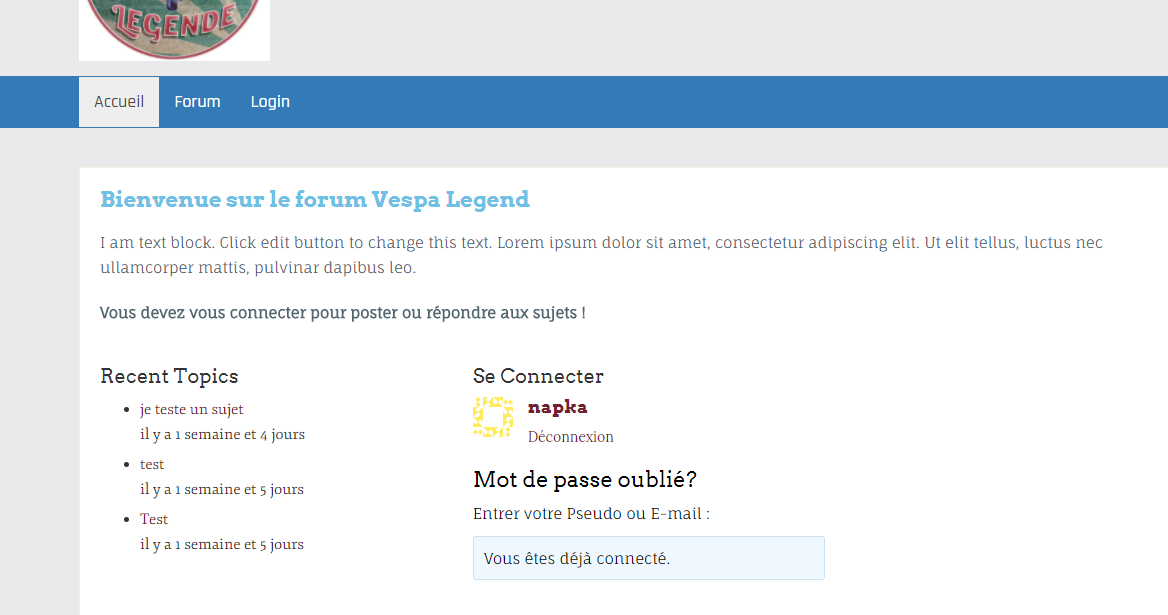 LEGENDE
Accueil Forum Login
Bienvenue sur le forum Vespa Legend
I am text block. Click edit button to change this text. Lorem ipsum dolor sit amet, consectetur adipiscing elit. Ut elit tellus, luctus nec
ullamcorper mattis, pulvinar dapibus leo.
Vous devez vous connecter pour poster ou répondre aux sujets !
Recent Topics
je teste un sujet
il y a 1 semaine et 4 jours
test
il y a 1 semaine et 5 jours
Test
il y a 1 semaine et 5 jours
Se Connecter
napka
Déconnexion
Mot de passe oublié?
Entrer votre Pseudo ou E-mail :
Vous êtes déjà connecté.